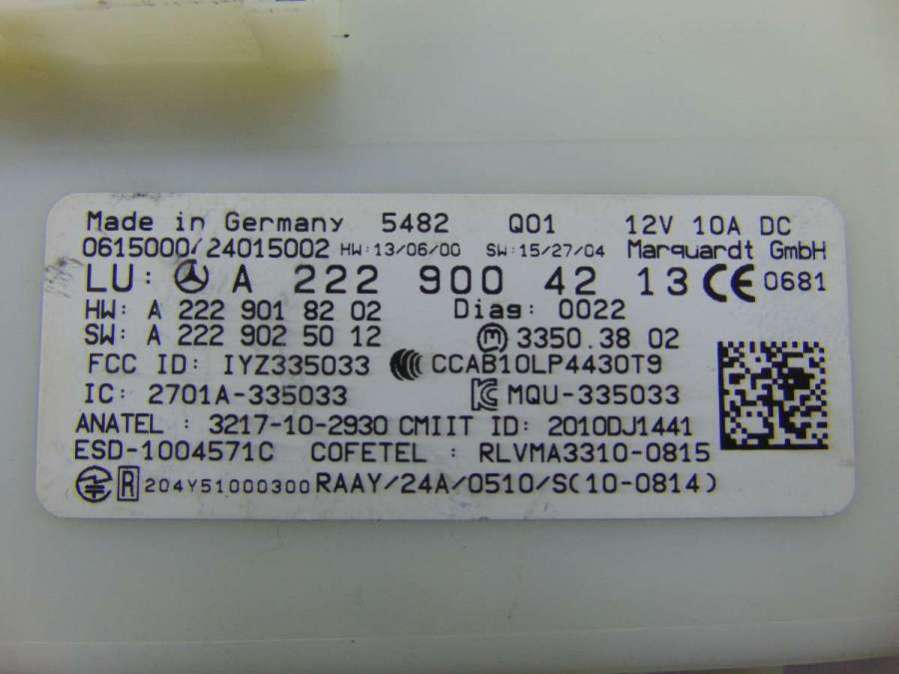 Made in Germany 5482 Q01 12V 10A DC
0615000/24015002 HW:13/06/00 SW:15/27/04 Marquardt GmbH
LU: A 222 900 42 13 CE 0681
HW: A 222 901 82 02 Diag: 0022
SW: A 222 902 50 12 3350.38 02
FCC ID: IYZ335033 CCAB10LP4430T9
IC: 2701A-335033 MQU-335033
ANATEL : 3217-10-2930 CMIIT ID: 2010DJ1441
ESD-1004571C COFETEL : RLVMA3310-0815
R 204Y51000300 RAAY/24A/0510/S(10-0814)